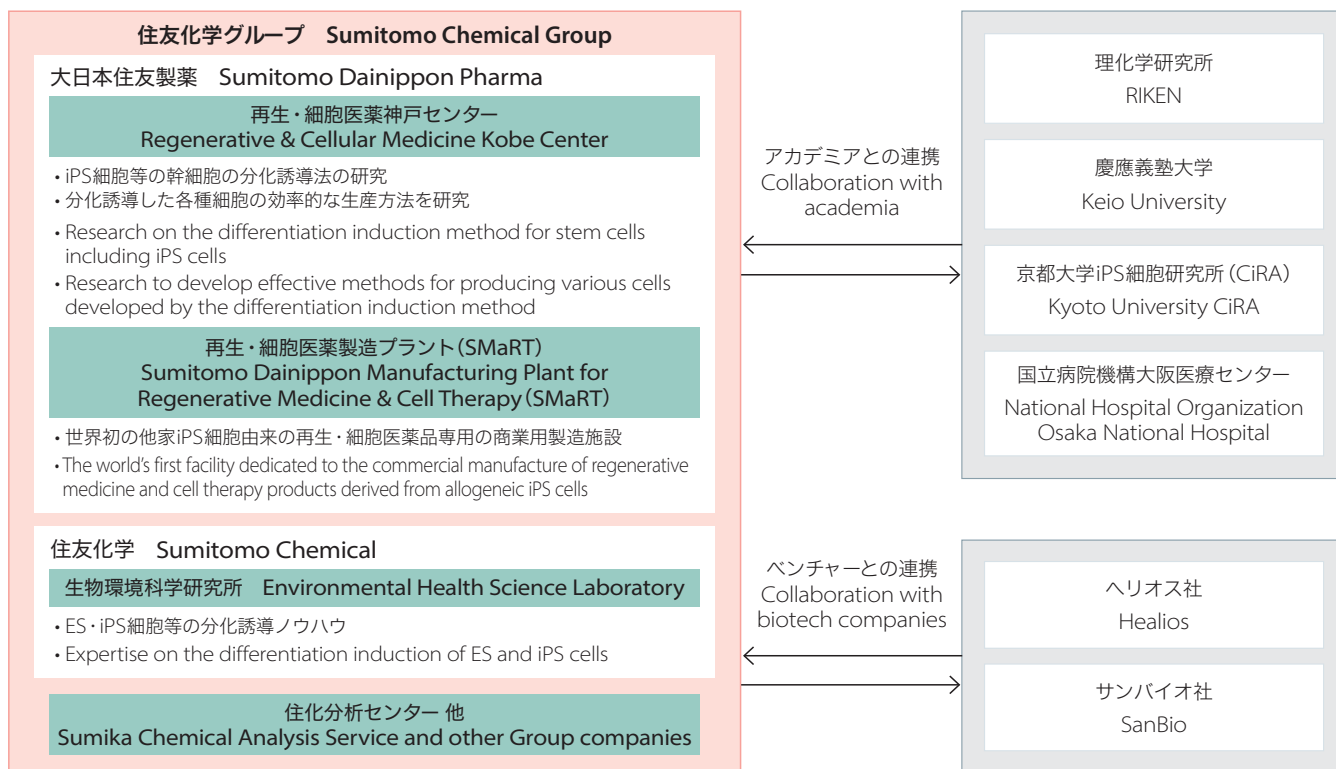 住友化学グループ Sumitomo Chemical Group
大日本住友製薬 Sumitomo Dainippon Pharma
再生・細胞医薬神戸センター
Regenerative & Cellular Medicine Kobe Center
・iPS細胞等の幹細胞の分化誘導法の研究
・分化誘導した各種細胞の効率的な生産方法を研究
・Research on the differentiation induction method for stem cells
including iPS cells
・Research to develop effective methods for producing various cells
developed by the differentiation induction method
再生・細胞医薬製造プラント(SMaRT)
Sumitomo Dainippon Manufacturing Plant for
Regenerative Medicine & Cell Therapy(SMaRT)
・世界初の他家iPS細胞由来の再生・細胞医薬品専用の商業用製造施設
・The world's first facility dedicated to the commercial manufacture of regenerative
medicine and cell therapy products derived from allogeneic iPS cells
住友化学 Sumitomo Chemical
生物環境科学研究所 Environmental Health Science Laboratory
・ES・iPS細胞等の分化誘導ノウハウ
・Expertise on the differentiation induction of ES and iPS cells
住化分析センター 他
Sumika Chemical Analysis Service and other Group companies
アカデミアとの連携
Collaboration with
academia
ベンチャーとの連携
Collaboration with
biotech companies
理化学研究所
RIKEN
慶應義塾大学
Keio University
京都大学iPS細胞研究所(CiRA)
Kyoto University CiRA
国立病院機構大阪医療センター
National Hospital Organization
Osaka National Hospital
ヘリオス社
Healios
サンバイオ社
SanBio